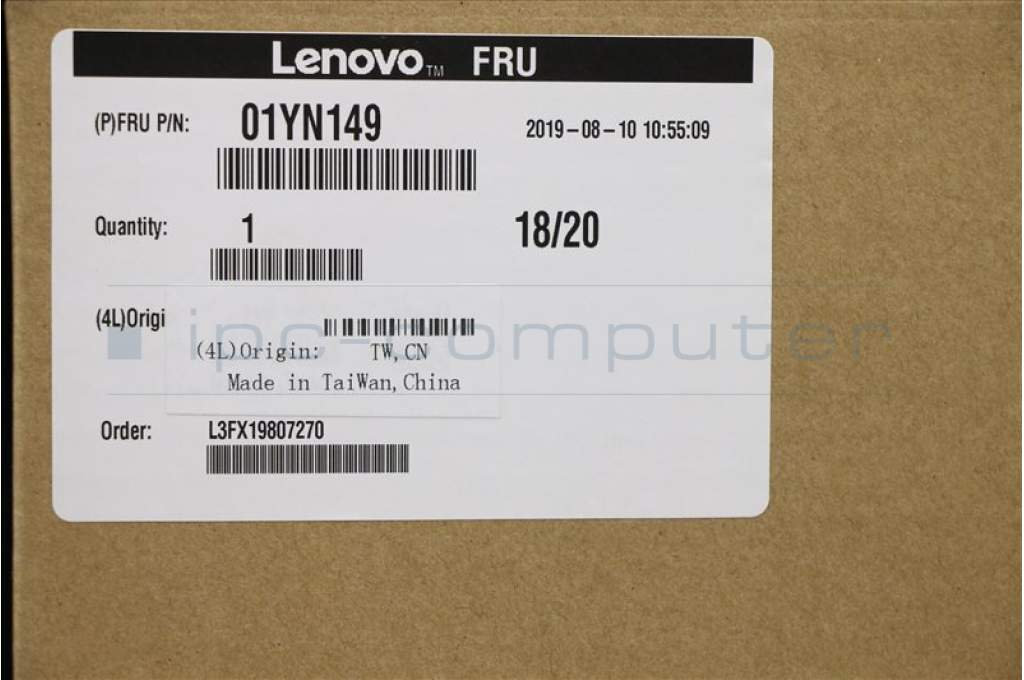 Lenovo™ FRU
(P)FRU P/N: 01YN149 2019-08-10 10:55:09
Quantity: 1 18/20
(4L)Origi
ipc-computer
(4L)Origin: TW,CN
Made in TaiWan,China
Order: L3FX19807270